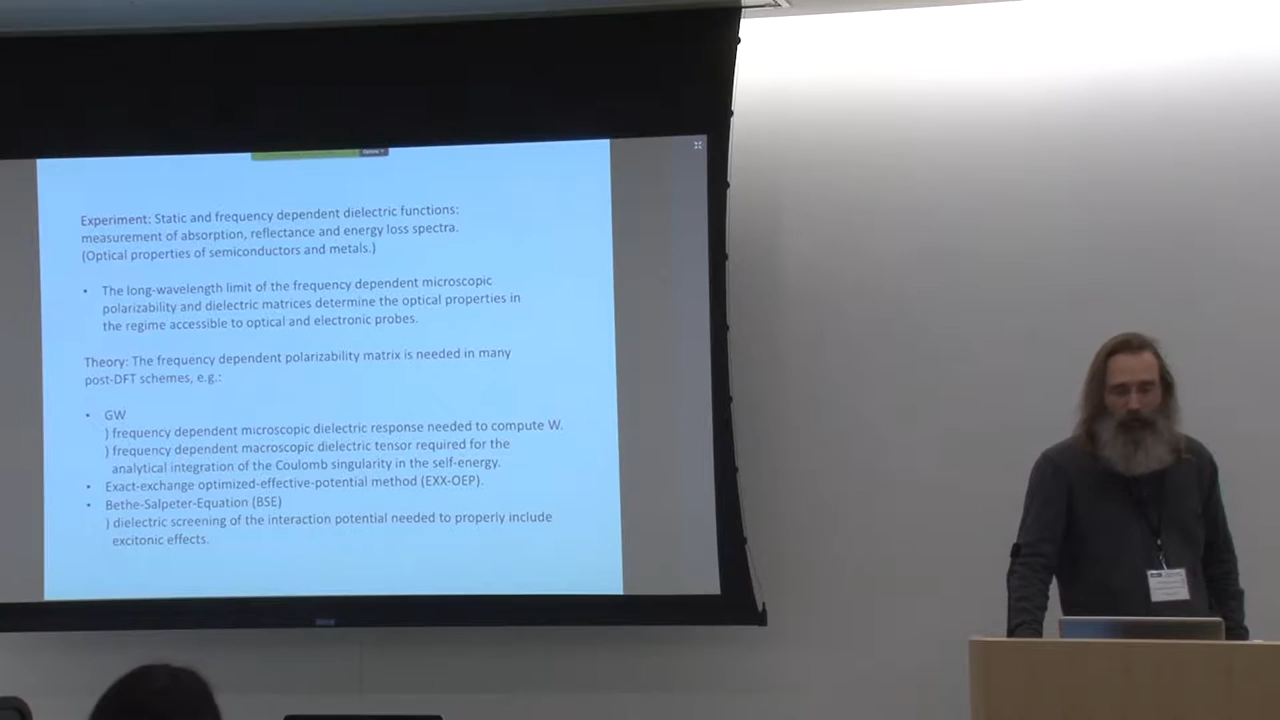 Experiment: Static and frequency dependent dielectric functions:
measurement of absorption, reflectance and energy loss spectra.
(Optical properties of semiconductors and metals.)
• The long-wavelength limit of the frequency dependent microscopic
polarizability and dielectric matrices determine the optical properties in
the regime accessible to optical and electronic probes.
Theory: The frequency dependent polarizability matrix is needed in many
post-DFT schemes, e.g.:
• GW
) frequency dependent microscopic dielectric response needed to compute W.
) frequency dependent macroscopic dielectric tensor required for the
analytical integration of the Coulomb singularity in the self-energy.
• Exact-exchange optimized-effective-potential method (EXX-OEP).
• Bethe-Salpeter-Equation (BSE)
) dielectric screening of the interaction potential needed to properly include
excitonic effects.